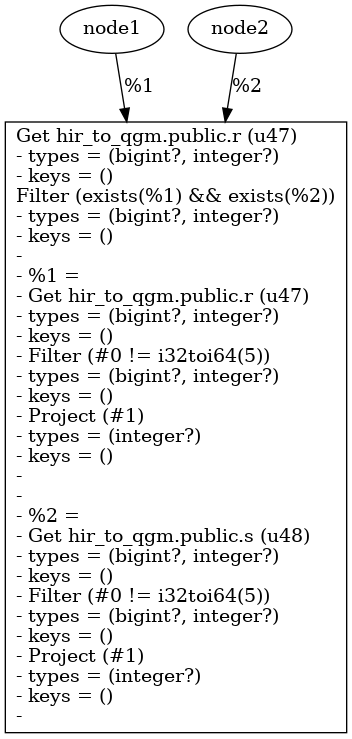 node1 node2
%1 %2
Get hir_to_qgm.public.r (u47)
- types = (bigint?, integer?)
- keys = ()
Filter (exists(%1) && exists(%2))
- types = (bigint?, integer?)
- keys = ()
-
- %1 =
- Get hir_to_qgm.public.r (u47)
- types = (bigint?, integer?)
- keys = ()
- Filter (#0 != i32toi64(5))
- types = (bigint?, integer?)
- keys = ()
- Project (#1)
- types = (integer?)
- keys = ()
-
-
- %2 =
- Get hir_to_qgm.public.s (u48)
- types = (bigint?, integer?)
- keys = ()
- Filter (#0 != i32toi64(5))
- types = (bigint?, integer?)
- keys = ()
- Project (#1)
- types = (integer?)
- keys = ()
-